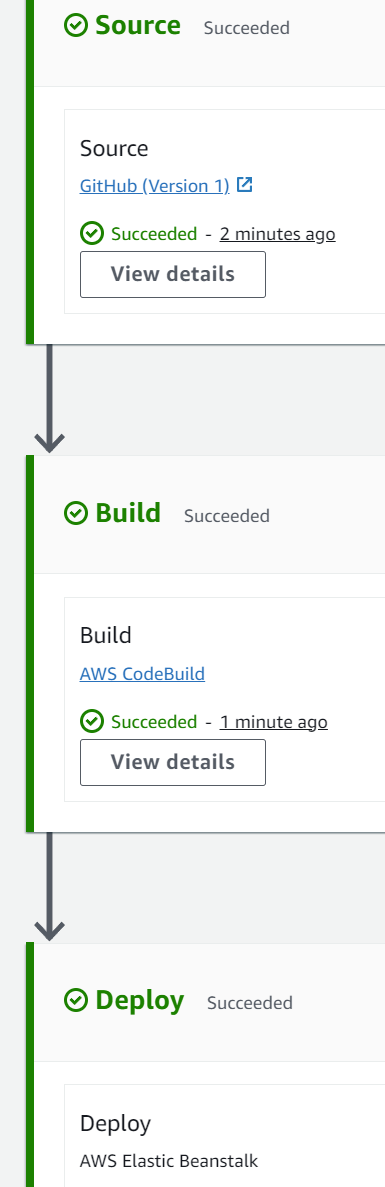 Source Succeeded
Source
GitHub (Version 1)
Succeeded - 2 minutes ago
View details
Build Succeeded
Build
AWS CodeBuild
Succeeded - 1 minute ago
View details
Deploy Succeeded
Deploy
AWS Elastic Beanstalk